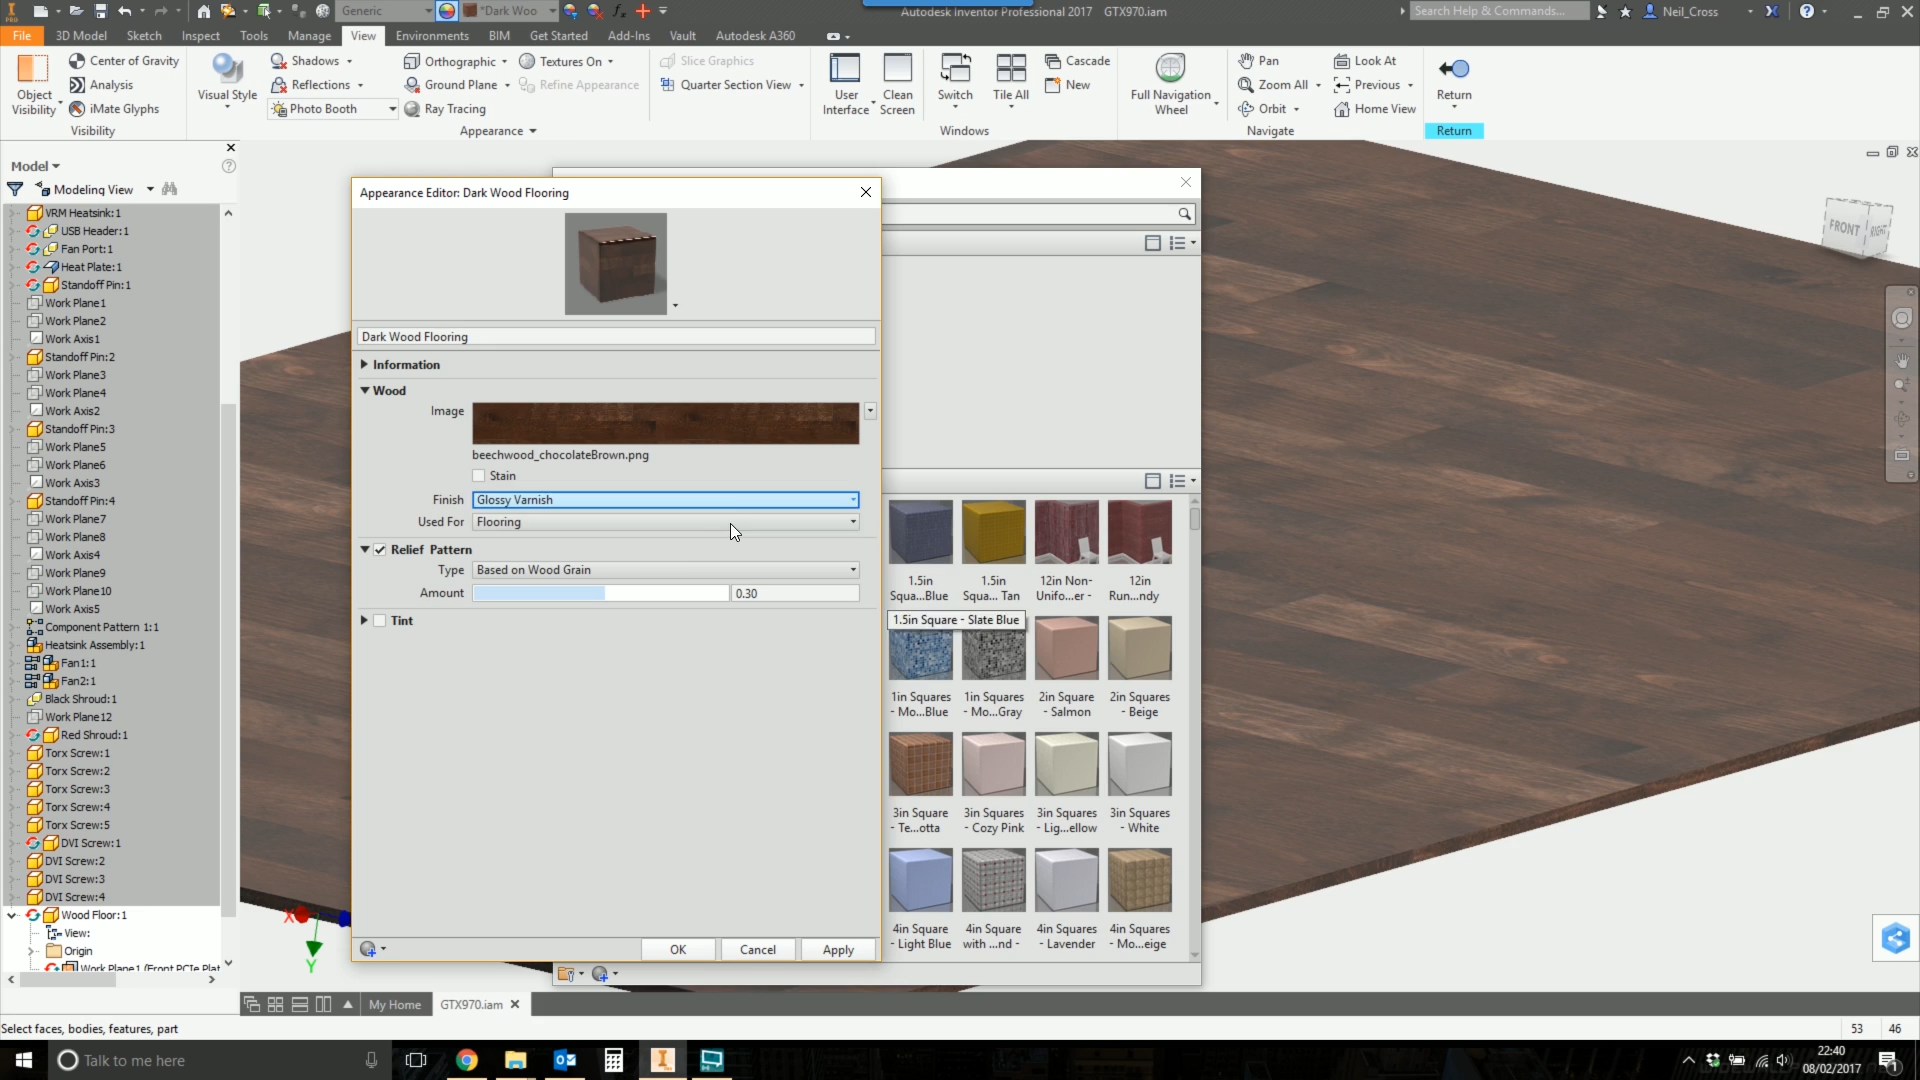 PRO
Generic
*Dark Woo
Autodesk Inventor Professional 2017 GTX970.iam
Search Help & Commands...
Neil_Cross
File
3D Model
Sketch
Inspect
Tools
Manage
View
Environments
BIM
Get Started
Add-Ins
Vault
Autodesk A360
Object Visibility
Center of Gravity
Analysis
iMate Glyphs
Visibility
Visual Style
Shadows
Reflections
Photo Booth
Orthographic
Ground Plane
Ray Tracing
Textures On
Refine Appearance
Appearance
Slice Graphics
Quarter Section View
User Interface
Clean Screen
Switch
Tile All
Cascade
New
Windows
Full Navigation Wheel
Pan
Zoom All
Orbit
Look At
Previous
Home View
Navigate
Return
Return
Model
Modeling View
VRM Heatsink:1
USB Header:1
Fan Port:1
Heat Plate:1
Standoff Pin:1
Work Plane1
Work Plane2
Work Axis1
Standoff Pin:2
Work Plane3
Work Plane4
Work Axis2
Standoff Pin:3
Work Plane5
Work Plane6
Work Axis3
Standoff Pin:4
Work Plane7
Work Plane8
Work Axis4
Work Plane9
Work Plane10
Work Axis5
Component Pattern 1:1
Heatsink Assembly:1
Fan1:1
Fan2:1
Black Shroud:1
Work Plane12
Red Shroud:1
Torx Screw:1
Torx Screw:2
Torx Screw:3
Torx Screw:4
Torx Screw:5
DVI Screw:1
DVI Screw:2
DVI Screw:3
DVI Screw:4
Wood Floor:1
View:
Origin
Work Plane1 (Front PCIe Plat
Appearance Editor: Dark Wood Flooring
Dark Wood Flooring
Information
Wood
Image
beechwood_chocolateBrown.png
Stain
Finish Glossy Varnish
Used For Flooring
Relief Pattern
Type Based on Wood Grain
Amount 0.30
Tint
OK
Cancel
Apply
1.5in Squa...Blue
1.5in Squa... Tan
12in Non-Unifo...er -
12in Run...ndy
1.5in Square - Slate Blue
1in Squares - Mo...Blue
1in Squares - Mo...Gray
2in Square - Salmon
2in Squares - Beige
3in Square - Te...otta
3in Squares - Cozy Pink
3in Squares - Lig...ellow
3in Squares - White
4in Square - Light Blue
4in Square with ...nd -
4in Squares - Lavender
4in Squares - Mo...eige
FRONT
RIGHT
X
Y
My Home
GTX970.iam
Select faces, bodies, features, part
53
46
Talk to me here
22:40
08/02/2017
1